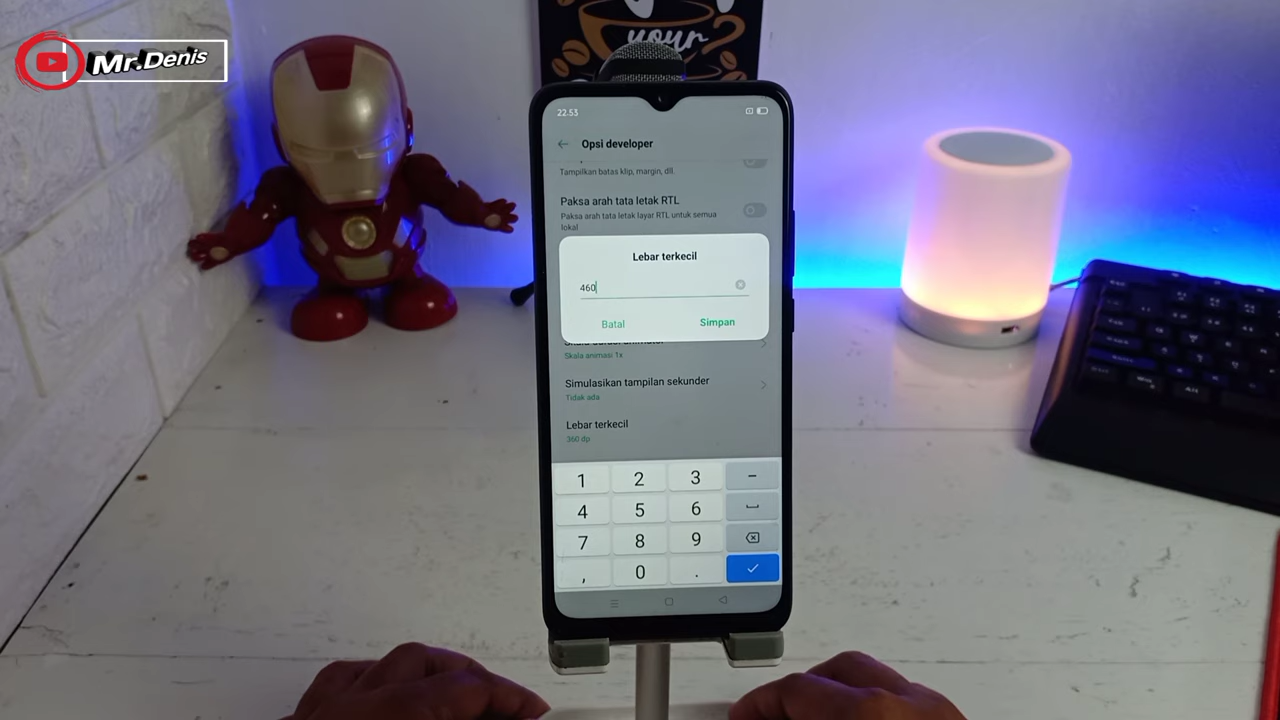 Mr.Denis
your
22.53
Opsi developer
Tampilkan batas klip, margin, dll.
Paksa arah tata letak RTL
Paksa arah tata letak layar RTL untuk semua
lokal
Lebar terkecil
460
Batal
Simpan
Skala animasi 1x
Simulasikan tampilan sekunder
Tidak ada
Lebar terkecil
360 dp
1 2 3 -
4 5 6
7 8 9
, 0 .